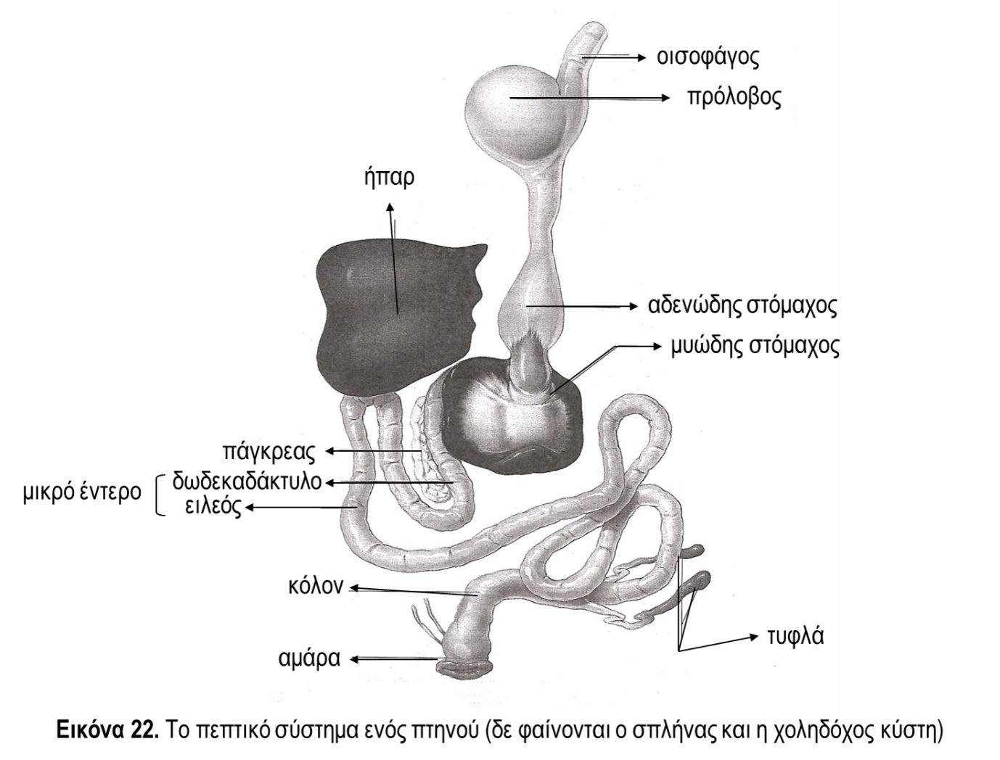 οισοφάγος
πρόλοβος
ήπαρ
αδενώδης στόμαχος
μυώδης στόμαχος
πάγκρεας
μικρό έντερο
δωδεκαδάκτυλο
ειλεός
κόλον
τυφλά
αμάρα
Εικόνα 22. Το πεπτικό σύστημα ενός πτηνού (δε φαίνονται ο σπλήνας και η χοληδόχος κύστη)